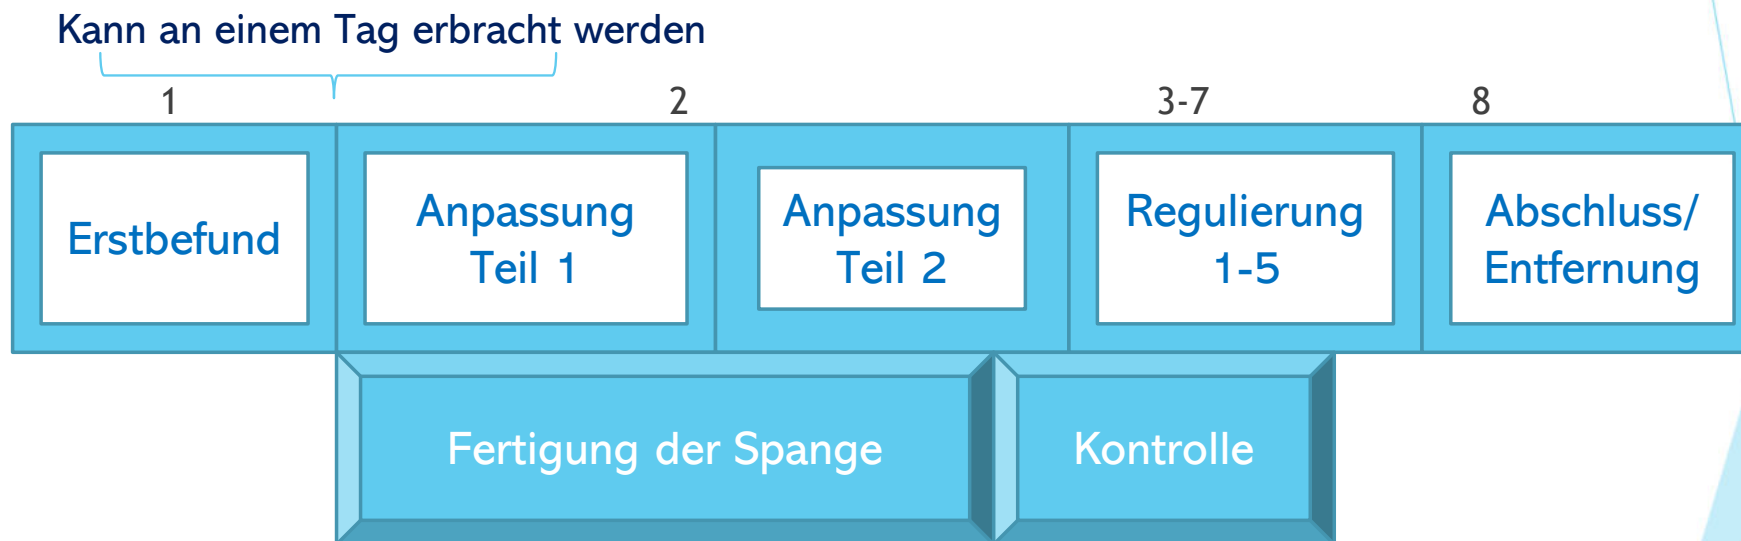 Kann an einem Tag erbracht werden
1
2
3-7
8
Erstbefund
Anpassung
Teil 1
Anpassung
Teil 2
Regulierung
1-5
Abschluss/
Entfernung
Fertigung der Spange
Kontrolle